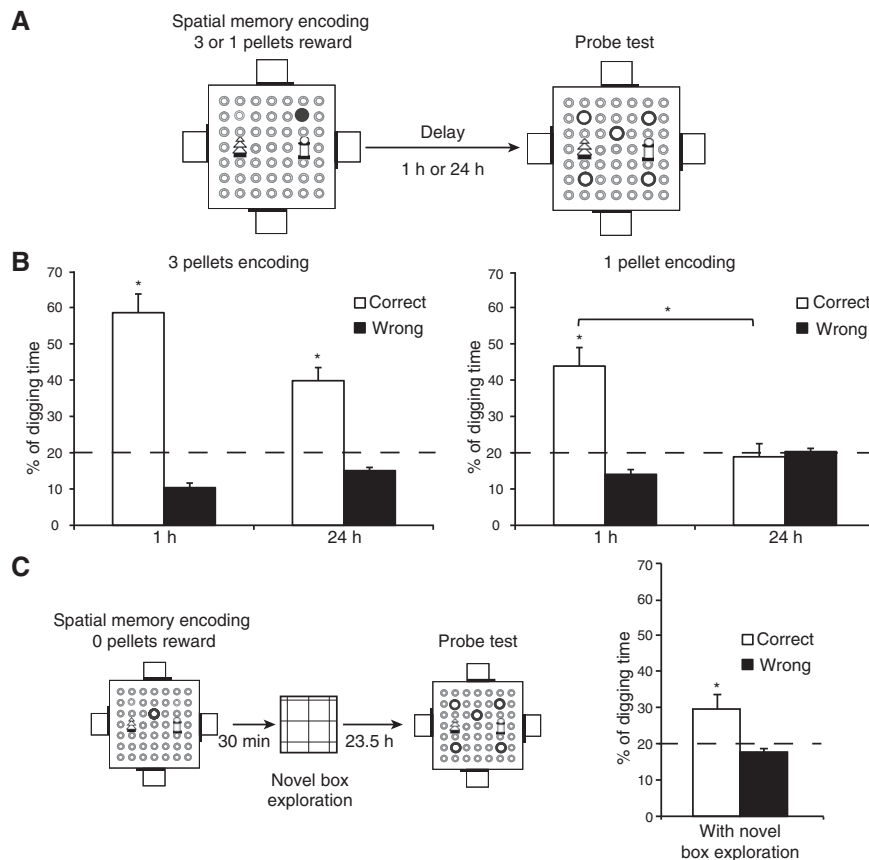 A
Spatial memory encoding
3 or 1 pellets reward
Probe test
Delay
1 h or 24 h
B
3 pellets encoding
% of digging time
70
60
50
40
30
20
10
0
*
*
Correct
Wrong
1 h
24 h
1 pellet encoding
% of digging time
70
60
50
40
30
20
10
0
*
*
Correct
Wrong
1 h
24 h
C
Spatial memory encoding
0 pellets reward
30 min
Novel box
exploration
23.5 h
Probe test
% of digging time
70
60
50
40
30
20
10
0
*
Correct
Wrong
With novel
box exploration